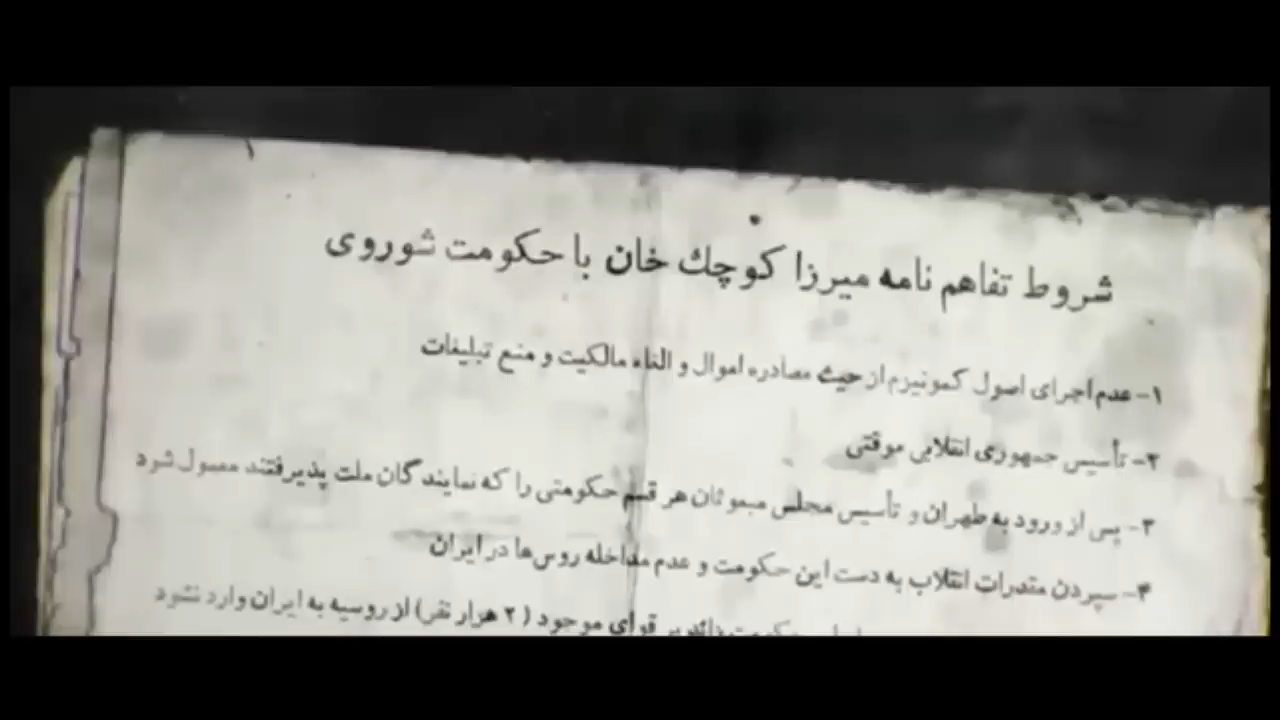 شروط تفاهم نامه میرزا کوچك خان با حکومت شوروی
۱- عدم اجرای اصول کمونیزم از حیث مصادره اموال و الغاء مالکیت و منع تبلیغات
۲- تأسیس جمهوری انقلابی موقتی
۳- پس از ورود به طهران و تأسیس مجلس مبعوثان هر قسم حکومتی را که نمایندگان ملت پذیرفتند معمول شود
۴- سپردن مقدرات انقلاب به دست این حکومت و عدم مداخله روس‌ها در ایران
حکومت زائد بر قوای موجود (۲ هزار نفر) از روسیه به ایران وارد نشود